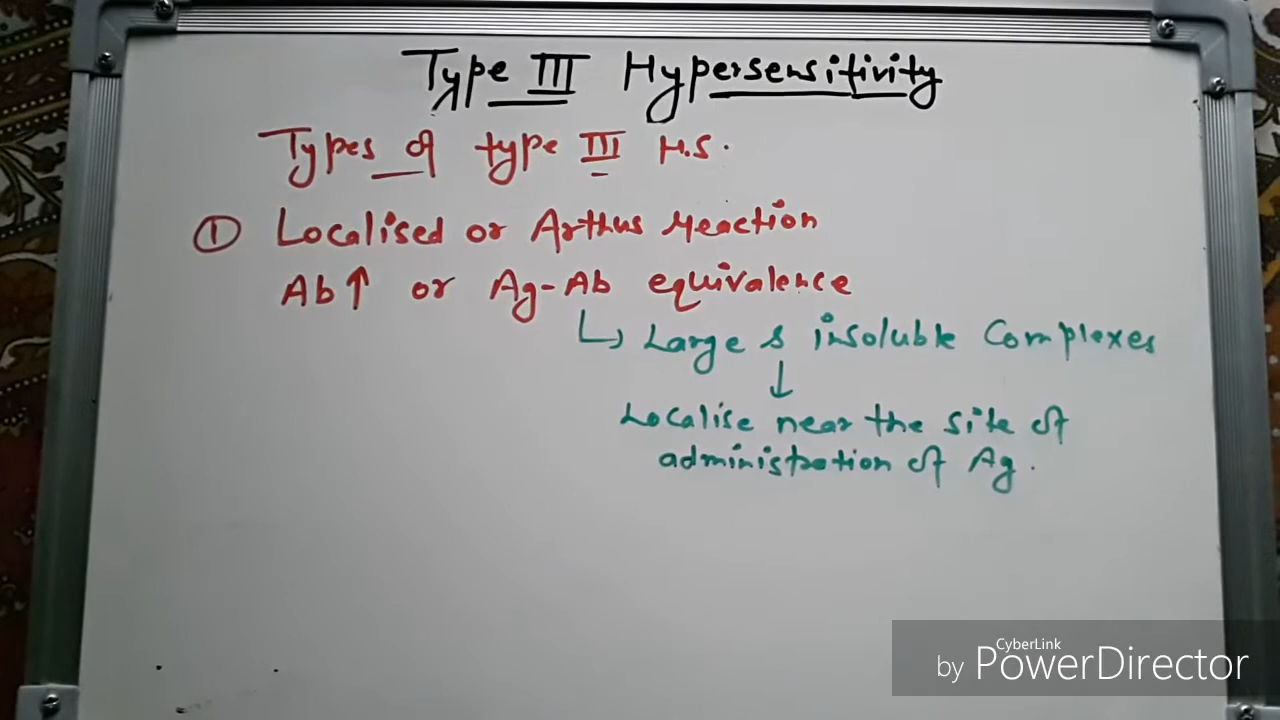 Type III Hypersensitivity
Types of type III H.S.
① Localised or Arthus reaction
Ab↑ or Ag-Ab equivalence
↳ Large & insoluble Complexes
↓
Localise near the site of
administration of Ag.
CyberLink
by PowerDirector